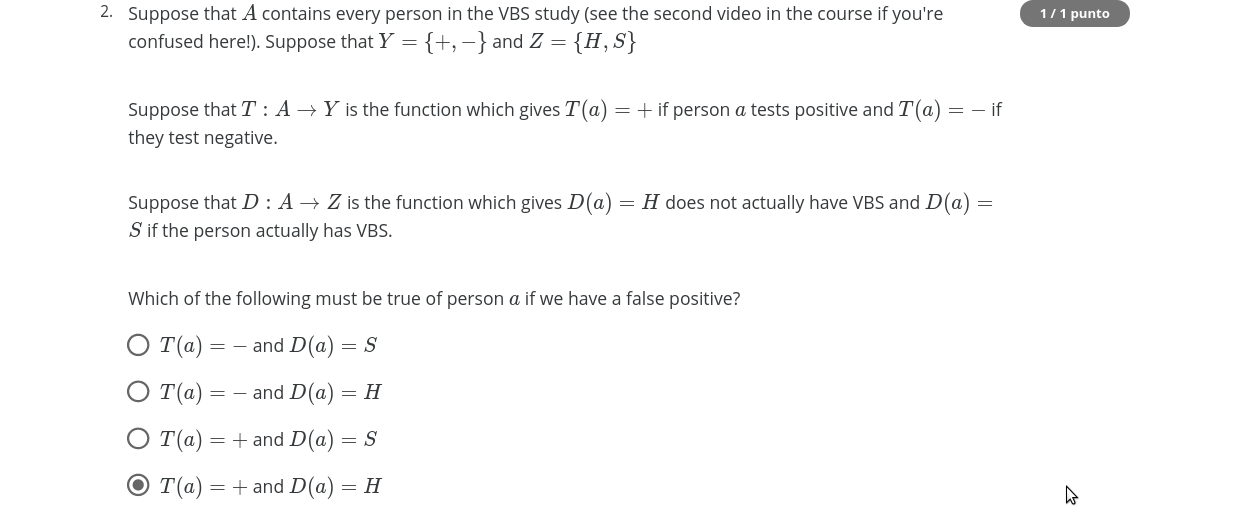 2. Suppose that A contains every person in the VBS study (see the second video in the course if you're
1 / 1 punto
confused here!). Suppose that Y = {+, −} and Z = {H, S}
Suppose that T : A → Y is the function which gives T(a) = + if person a tests positive and T(a) = − if
they test negative.
Suppose that D : A → Z is the function which gives D(a) = H does not actually have VBS and D(a) =
S if the person actually has VBS.
Which of the following must be true of person a if we have a false positive?
T(a) = − and D(a) = S
T(a) = − and D(a) = H
T(a) = + and D(a) = S
T(a) = + and D(a) = H